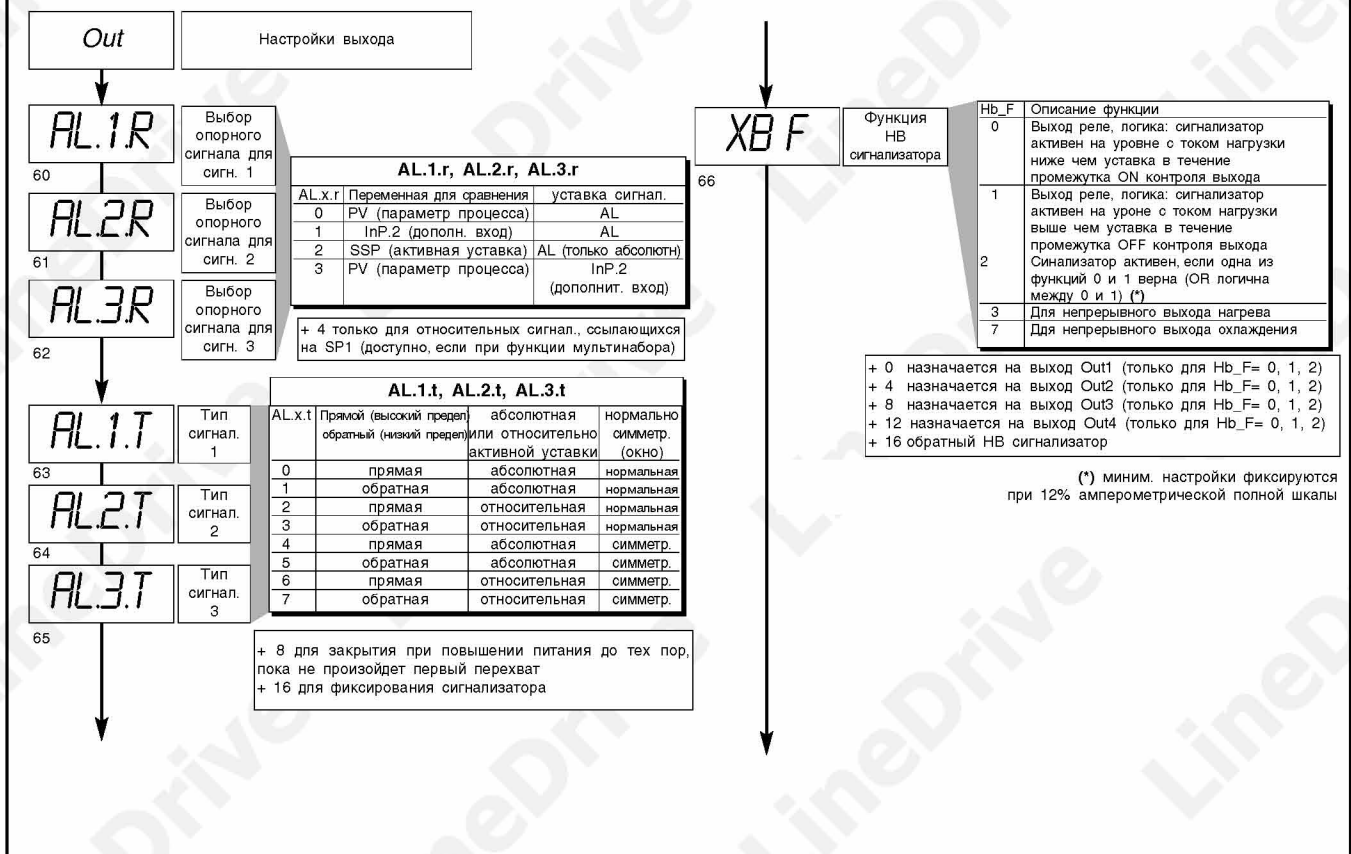 Out
Настройки выхода
AL.1.R
60
Выбор
опорного
сигнала для
сигн. 1
AL.2.R
61
Выбор
опорного
сигнала для
сигн. 2
AL.3.R
62
Выбор
опорного
сигнала для
сигн. 3
AL.1.r, AL.2.r, AL.3.r
AL.x.r Переменная для сравнения уставка сигнал.
0 PV (параметр процесса) AL
1 InP.2 (дополн. вход) AL
2 SSP (активная уставка) AL (только абсолютн)
3 PV (параметр процесса) InP.2
(дополнит. вход)
+ 4 только для относительных сигнал., ссылающихся
на SP1 (доступно, если при функции мультинабора)
AL.1.T
63
Тип
сигнал.
1
AL.2.T
64
Тип
сигнал.
2
AL.3.T
65
Тип
сигнал.
3
AL.1.t, AL.2.t, AL.3.t
AL.x.t Прямой (высокий предел) абсолютная нормально
обратный (низкий предел) или относительно симметр.
активной уставки (окно)
0 прямая абсолютная нормальная
1 обратная абсолютная нормальная
2 прямая относительная нормальная
3 обратная относительная нормальная
4 прямая абсолютная симметр.
5 обратная абсолютная симметр.
6 прямая относительная симметр.
7 обратная относительная симметр.
+ 8 для закрытия при повышении питания до тех пор,
пока не произойдет первый перехват
+ 16 для фиксирования сигнализатора
XB F
66
Функция
НВ
сигнализатора
Hb_F Описание функции
0 Выход реле, логика: сигнализатор
активен на уровне с током нагрузки
ниже чем уставка в течение
промежутка ON контроля выхода
1 Выход реле, логика: сигнализатор
активен на уроне с током нагрузки
выше чем уставка в течение
промежутка OFF контроля выхода
2 Синализатор активен, если одна из
функций 0 и 1 верна (OR логична
между 0 и 1) (*)
3 Для непрерывного выхода нагрева
7 Ддя непрерывного выхода охлаждения
+ 0 назначается на выход Out1 (только для Hb_F= 0, 1, 2)
+ 4 назначается на выход Out2 (только для Hb_F= 0, 1, 2)
+ 8 назначается на выход Out3 (только для Hb_F= 0, 1, 2)
+ 12 назначается на выход Out4 (только для Hb_F= 0, 1, 2)
+ 16 обратный НВ сигнализатор
(*) миним. настройки фиксируются
при 12% амперометрической полной шкалы
LineDrive